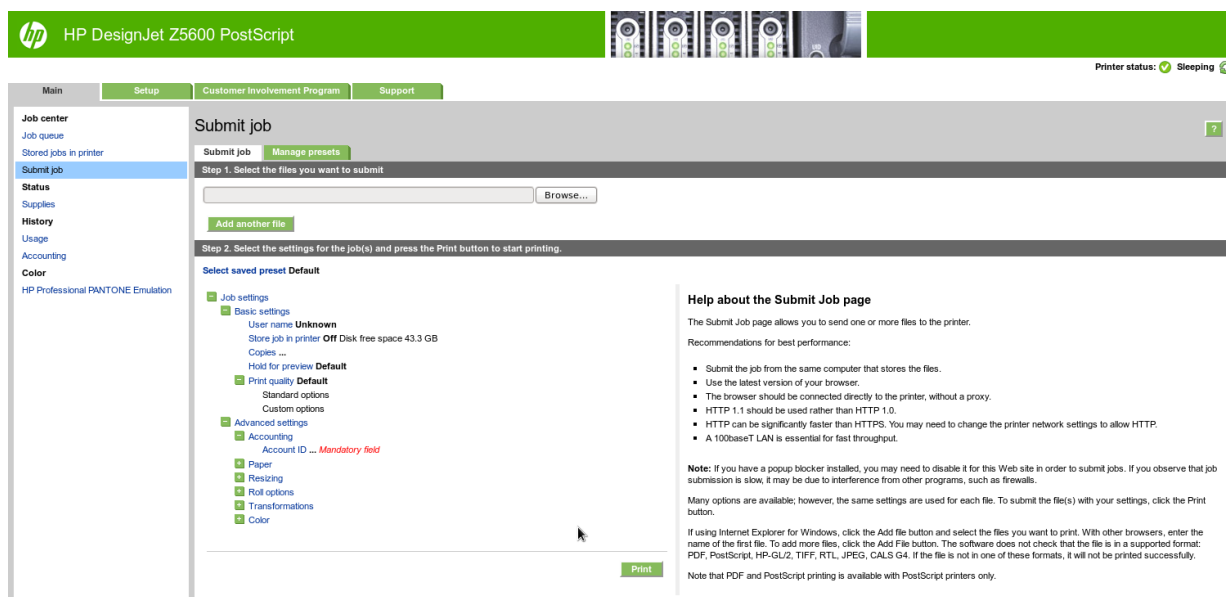 hp HP DesignJet Z5600 PostScript
UID
Printer status: Sleeping
Main Setup Customer Involvement Program Support
Job center
Job queue
Stored jobs in printer
Submit job
Status
Supplies
History
Usage
Accounting
Color
HP Professional PANTONE Emulation
Submit job
?
Submit job Manage presets
Step 1. Select the files you want to submit
Browse...
Add another file
Step 2. Select the settings for the job(s) and press the Print button to start printing.
Select saved preset Default
Job settings
Basic settings
User name Unknown
Store job in printer Off Disk free space 43.3 GB
Copies ...
Hold for preview Default
Print quality Default
Standard options
Custom options
Advanced settings
Accounting
Account ID ... Mandatory field
Paper
Resizing
Roll options
Transformations
Color
Print
Help about the Submit Job page
The Submit Job page allows you to send one or more files to the printer.
Recommendations for best performance:
Submit the job from the same computer that stores the files.
Use the latest version of your browser.
The browser should be connected directly to the printer, without a proxy.
HTTP 1.1 should be used rather than HTTP 1.0.
HTTP can be significantly faster than HTTPS. You may need to change the printer network settings to allow HTTP.
A 100baseT LAN is essential for fast throughput.
Note: If you have a popup blocker installed, you may need to disable it for this Web site in order to submit jobs. If you observe that job
submission is slow, it may be due to interference from other programs, such as firewalls.
Many options are available; however, the same settings are used for each file. To submit the file(s) with your settings, click the Print
button.
If using Internet Explorer for Windows, click the Add file button and select the files you want to print. With other browsers, enter the
name of the first file. To add more files, click the Add File button. The software does not check that the file is in a supported format:
PDF, PostScript, HP-GL/2, TIFF, RTL, JPEG, CALS G4. If the file is not in one of these formats, it will not be printed successfully.
Note that PDF and PostScript printing is available with PostScript printers only.